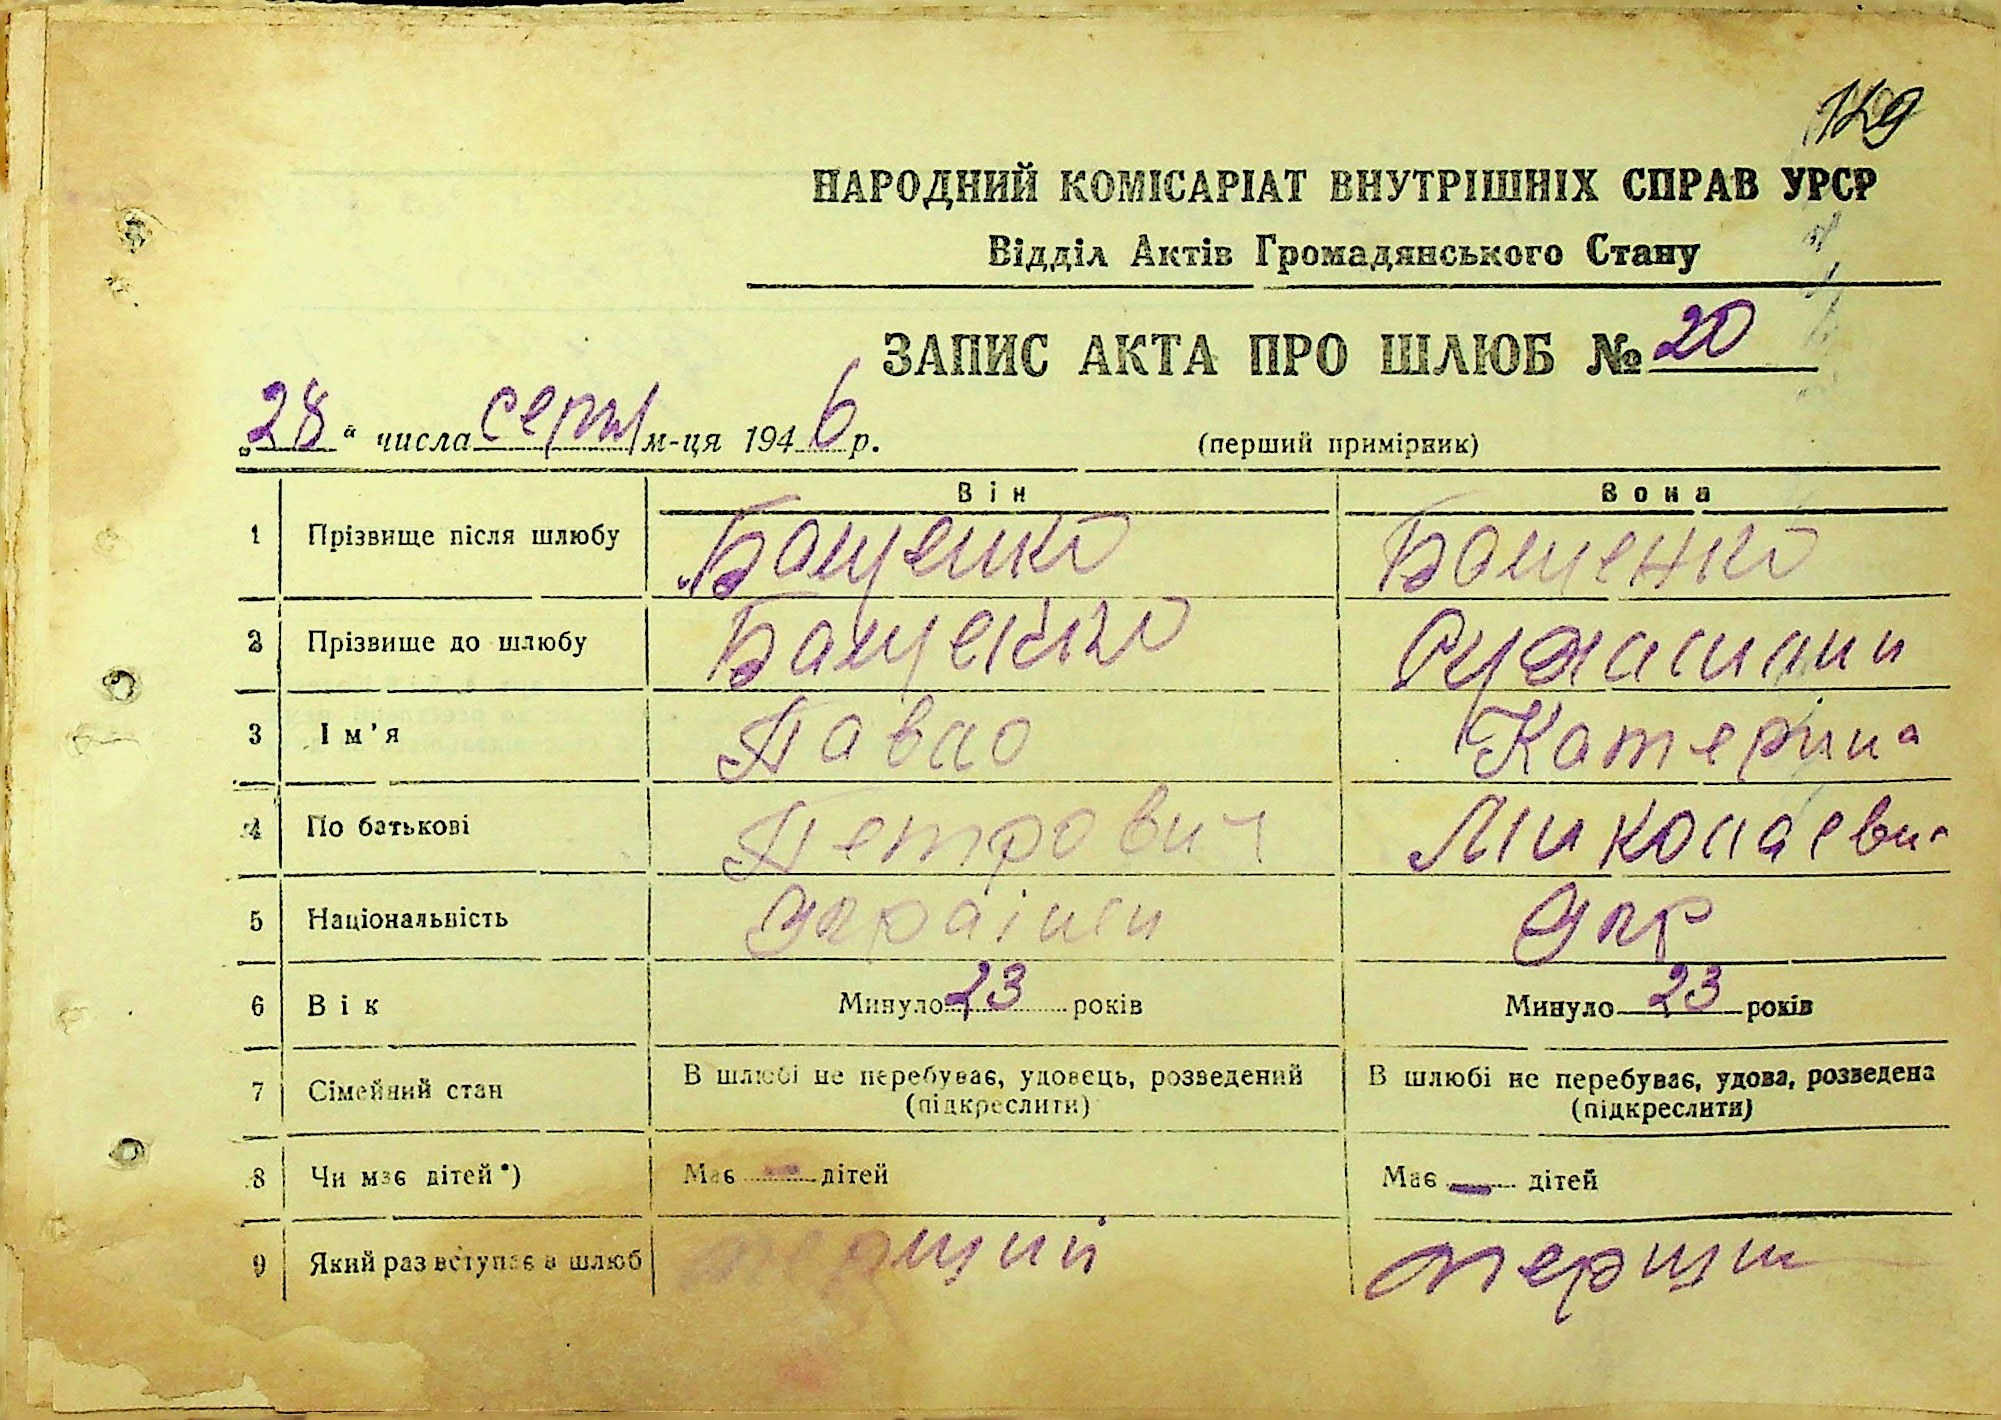 НАРОДНИЙ КОМІСАРІАТ ВНУТРІШНІХ СПРАВ УРСР
Відділ Актів Громадянського Стану
ЗАПИС АКТА ПРО ШЛЮБ № 20
„28“ числа серп м-ця 1946 р. (перший примірник)
Він Вона
1 Прізвище після шлюбу Бащенко Бащенко
2 Прізвище до шлюбу Бащенко
3 Ім’я Павло Катерина
4 По батькові Петрович Миколаевн
5 Національність Українец Укр
6 Вік Минуло 23 років Минуло 23 років
7 Сімейний стан В шлюбі не перебуває, удовець, розведений В шлюбі не перебуває, удова, розведена
(підкреслити) (підкреслити)
8 Чи має дітей*) Має — дітей Має — дітей
9 Який раз вступає в шлюб перший перший